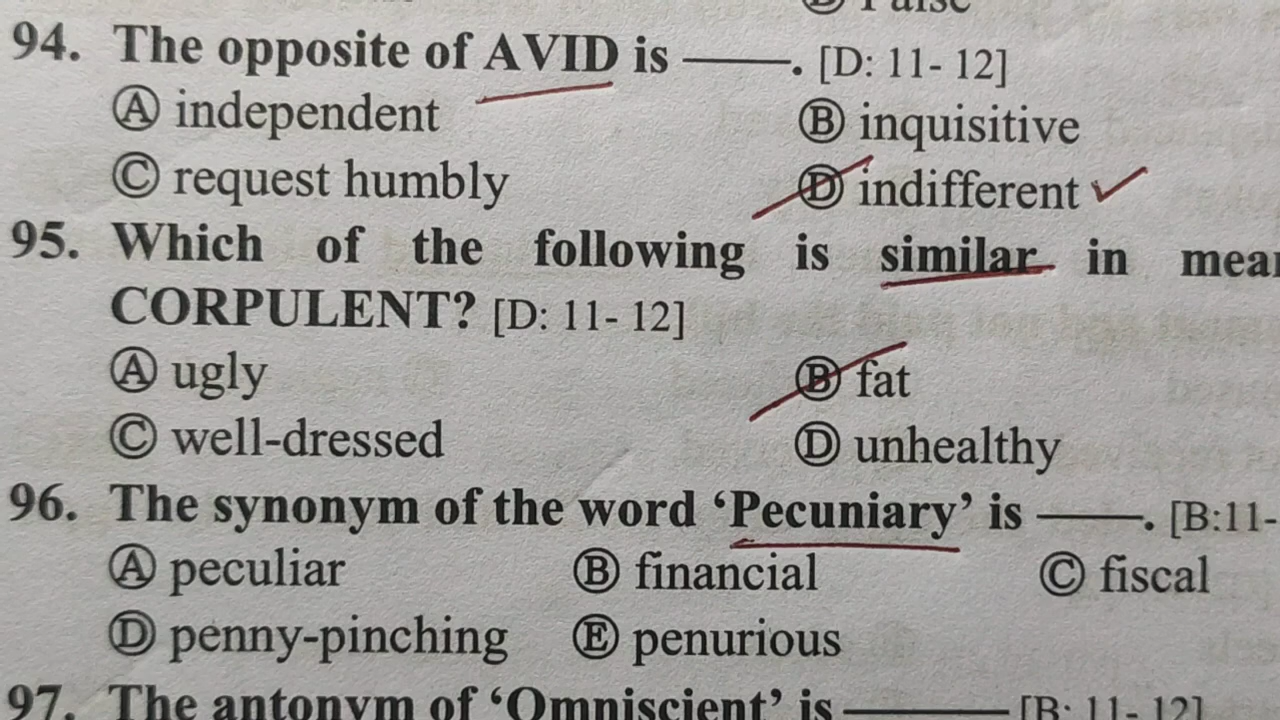 94. The opposite of AVID is ———. [D: 11- 12]
Ⓐ independent Ⓑ inquisitive
Ⓒ request humbly Ⓓ indifferent ✓
95. Which of the following is similar in
CORPULENT? [D: 11- 12]
Ⓐ ugly Ⓑ fat
Ⓒ well-dressed Ⓓ unhealthy
96. The synonym of the word ‘Pecuniary’ is ———. [B:11-
Ⓐ peculiar Ⓑ financial Ⓒ fiscal
Ⓓ penny-pinching Ⓔ penurious
97. The antonym of ‘Omniscient’ is ———— [B: 11- 12]